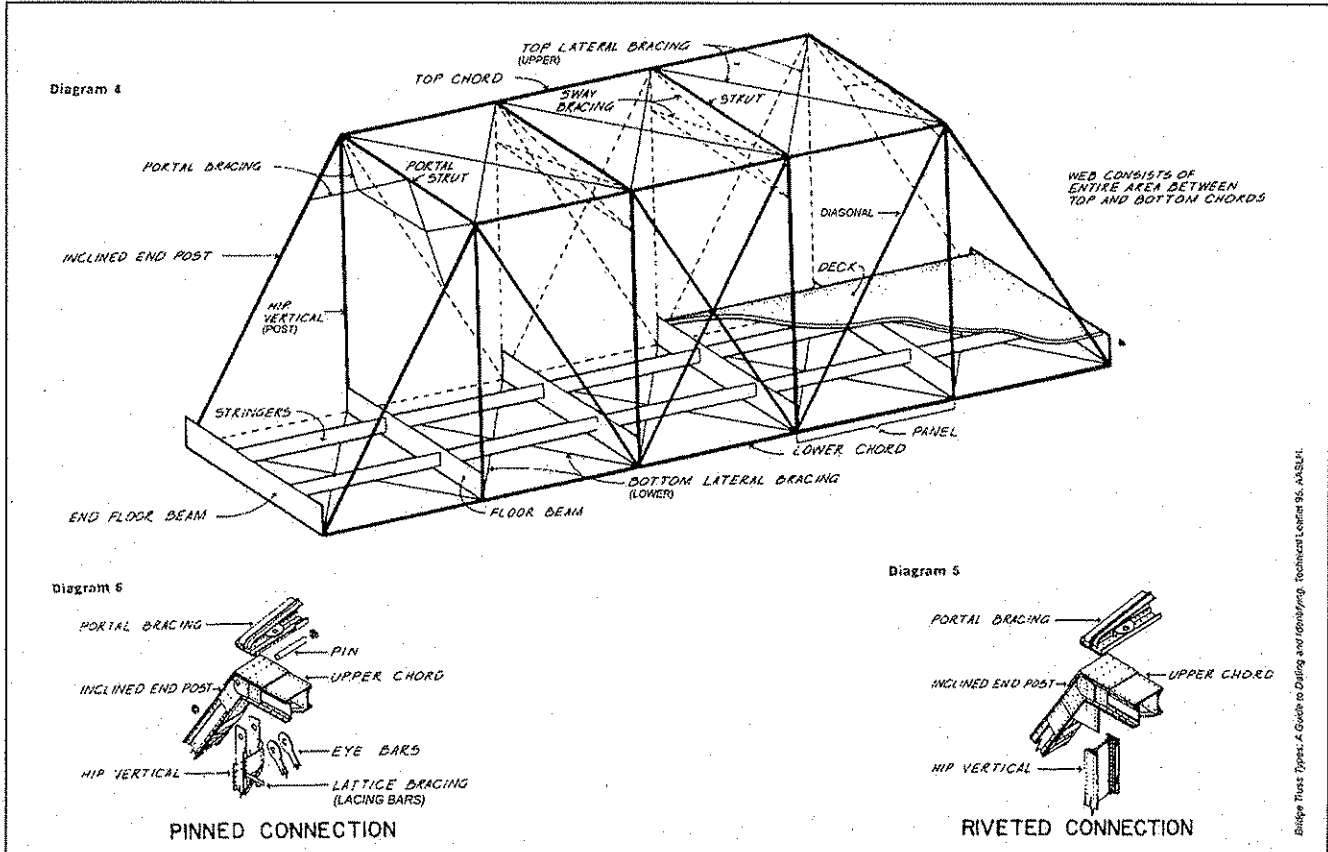 Diagram 4
TOP LATERAL BRACING
(UPPER)
TOP CHORD
SWAY
BRACING
STRUT
PORTAL BRACING
PORTAL
STRUT
WEB CONSISTS OF
ENTIRE AREA BETWEEN
TOP AND BOTTOM CHORDS
DIAGONAL
INCLINED END POST
DECK
HIP
VERTICAL
(POST)
STRINGERS
PANEL
LOWER CHORD
BOTTOM LATERAL BRACING
(LOWER)
END FLOOR BEAM
FLOOR BEAM
Diagram 6
PORTAL BRACING
PIN
UPPER CHORD
INCLINED END POST
EYE BARS
HIP VERTICAL
LATTICE BRACING
(LACING BARS)
PINNED CONNECTION
Diagram 5
PORTAL BRACING
INCLINED END POST
UPPER CHORD
HIP VERTICAL
RIVETED CONNECTION
Bridge Truss Types: A Guide to Dating and Identifying. Technical Leaflet 95, AASLH.